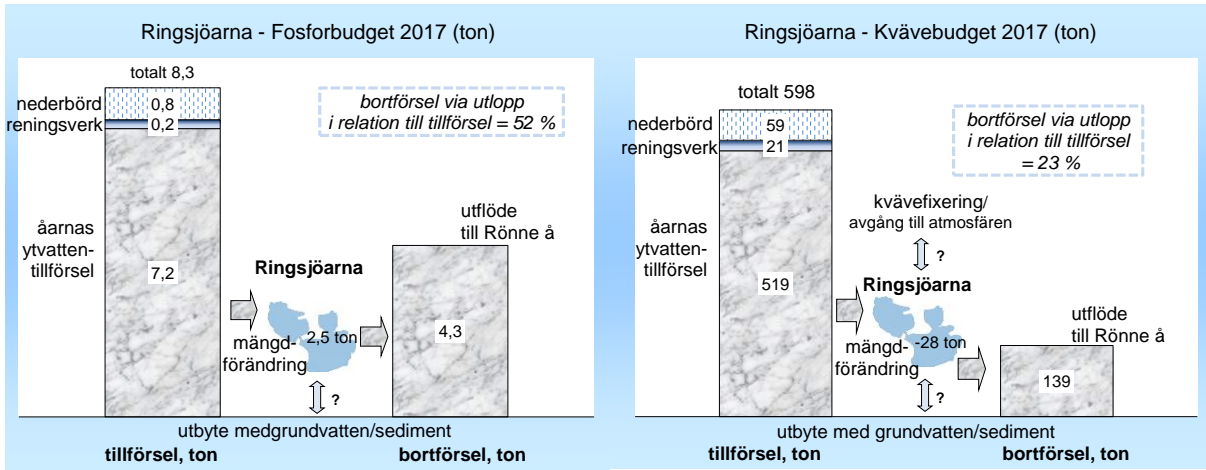 Ringsjöarna - Fosforbudget 2017 (ton)
totalt 8,3
nederbörd
0,8
reningsverk
0,2
bortförsel via utlopp
i relation till tillförsel = 52 %
åarnas
ytvatten-
tillförsel
7,2
utflöde
till Rönne å
Ringsjöarna
2,5 ton
mängd-
förändring
4,3
?
utbyte medgrundvatten/sediment
tillförsel, ton
bortförsel, ton
Ringsjöarna - Kvävebudget 2017 (ton)
totalt 598
nederbörd
59
reningsverk
21
bortförsel via utlopp
i relation till tillförsel
= 23 %
kvävefixering/
avgång till atmosfären
?
åarnas
ytvatten-
tillförsel
519
Ringsjöarna
-28 ton
mängd-
förändring
utflöde
till Rönne å
139
?
utbyte med grundvatten/sediment
tillförsel, ton
bortförsel, ton